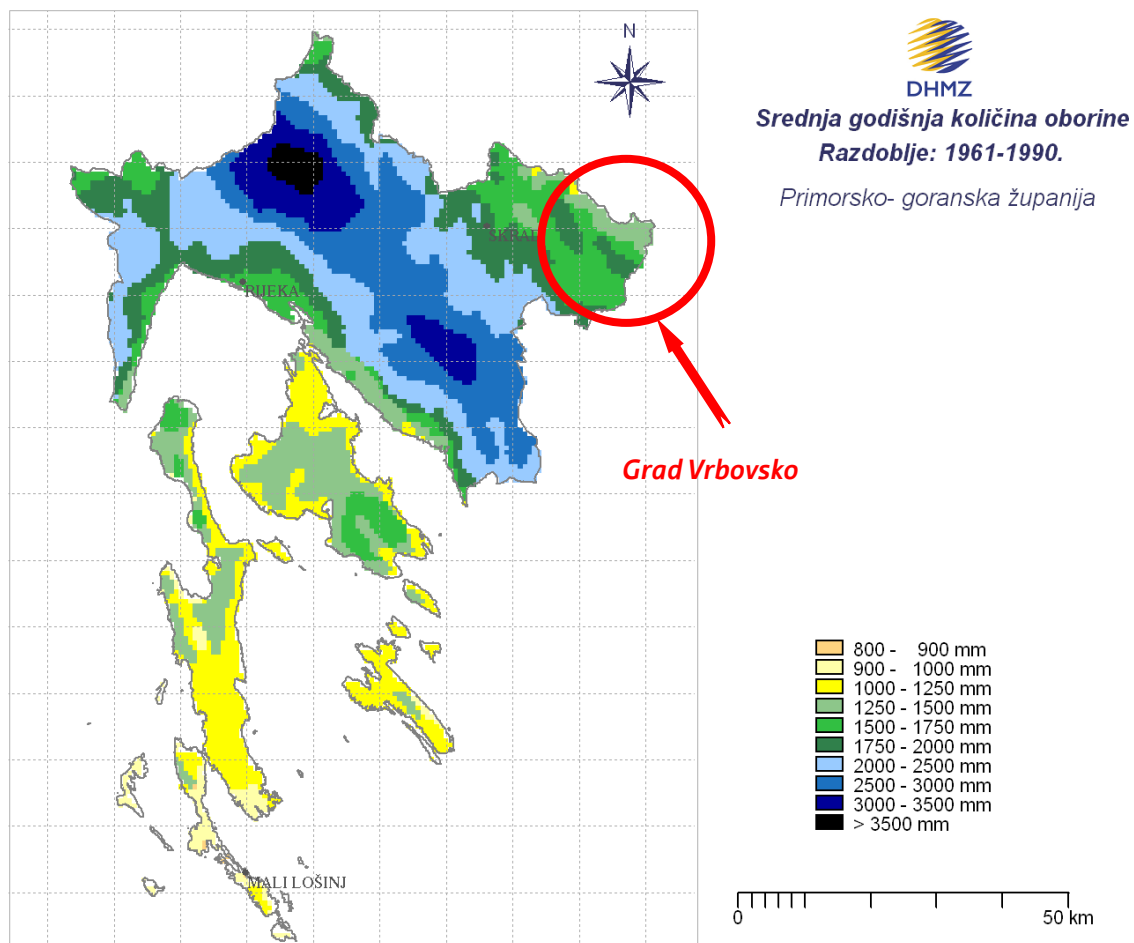 N
DHMZ
Srednja godišnja količina oborine
Razdoblje: 1961-1990.
Primorsko- goranska županija
SKRAD
RIJEKA
Grad Vrbovsko
800 - 900 mm
900 - 1000 mm
1000 - 1250 mm
1250 - 1500 mm
1500 - 1750 mm
1750 - 2000 mm
2000 - 2500 mm
2500 - 3000 mm
3000 - 3500 mm
> 3500 mm
MALI LOŠINJ
0 50 km